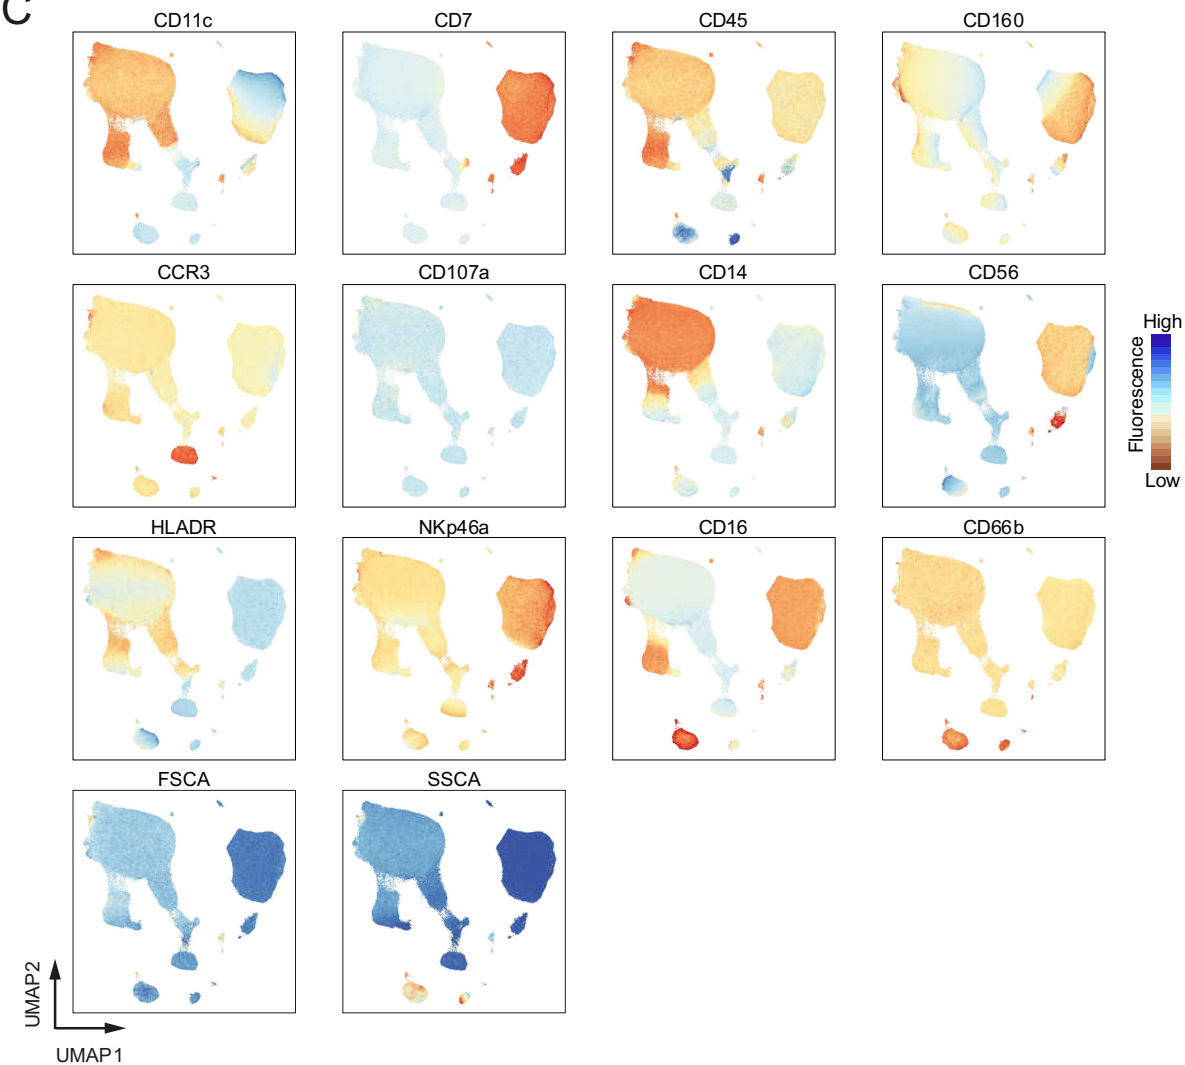 C
CD11c CD7 CD45 CD160
CCR3 CD107a CD14 CD56
High
Fluorescence
Low
HLADR NKp46a CD16 CD66b
FSCA SSCA
UMAP2
UMAP1